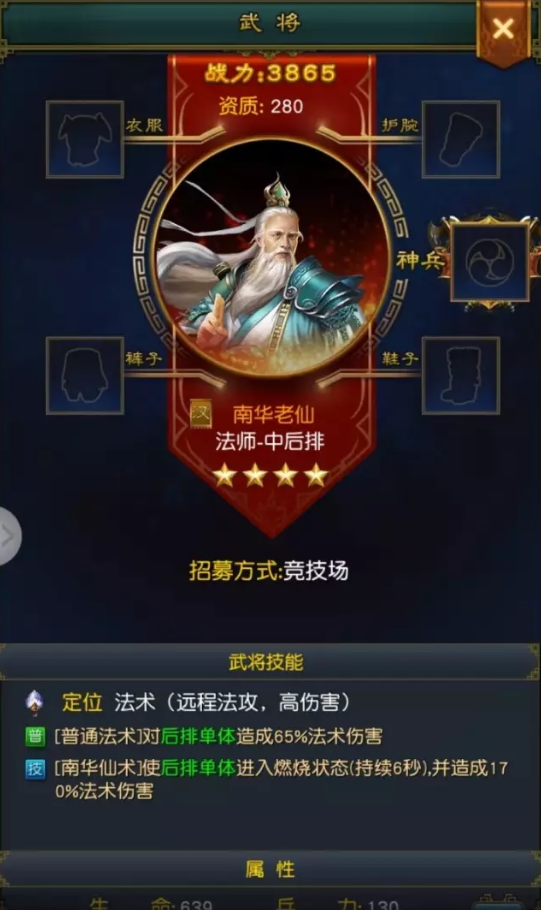 武将
战力:3865
资质: 280
衣服
护腕
神兵
裤子
鞋子
汉 南华老仙
法师-中后排
招募方式:竞技场
武将技能
定位 法术（远程法攻，高伤害）
普 [普通法术]对后排单体造成65%法术伤害
技 [南华仙术]使后排单体进入燃烧状态(持续6秒),并造成17
0%法术伤害
属性
生 命: 639 兵 力: 130